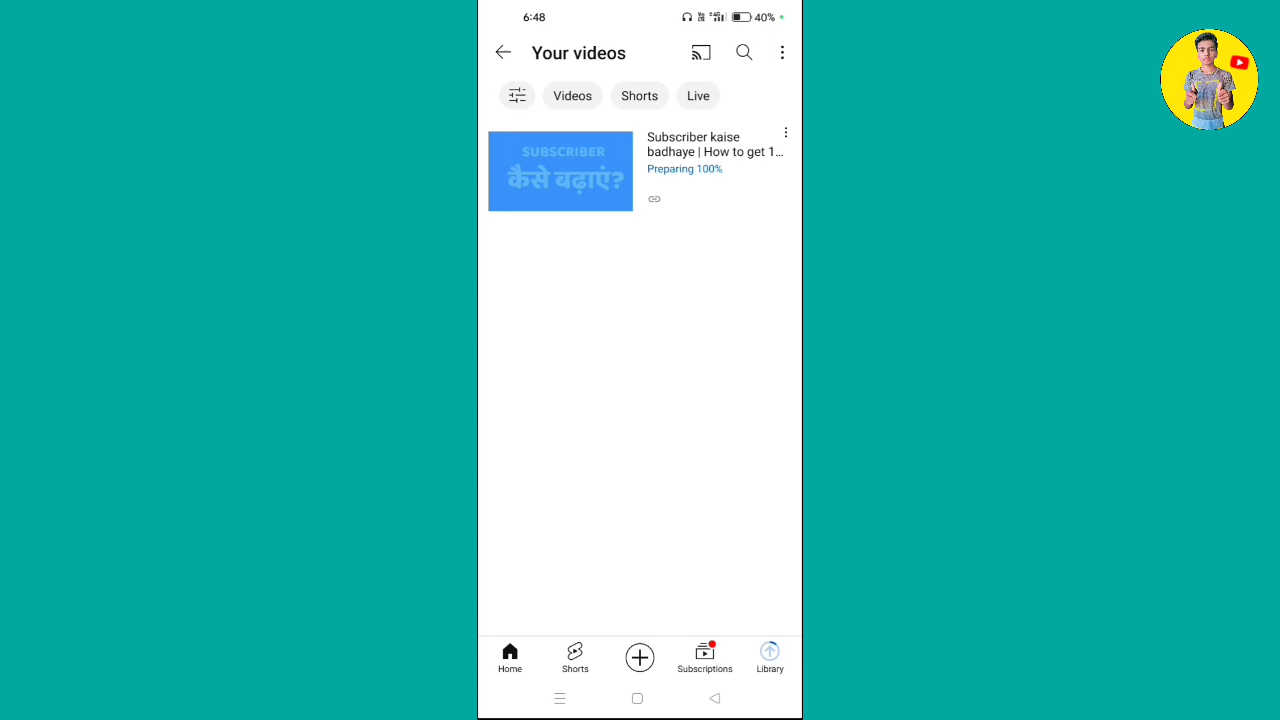 6:48
40%
Your videos
Videos
Shorts
Live
SUBSCRIBER
कैसे बढ़ाएं?
Subscriber kaise
badhaye | How to get 1...
Preparing 100%
Home
Shorts
Subscriptions
Library